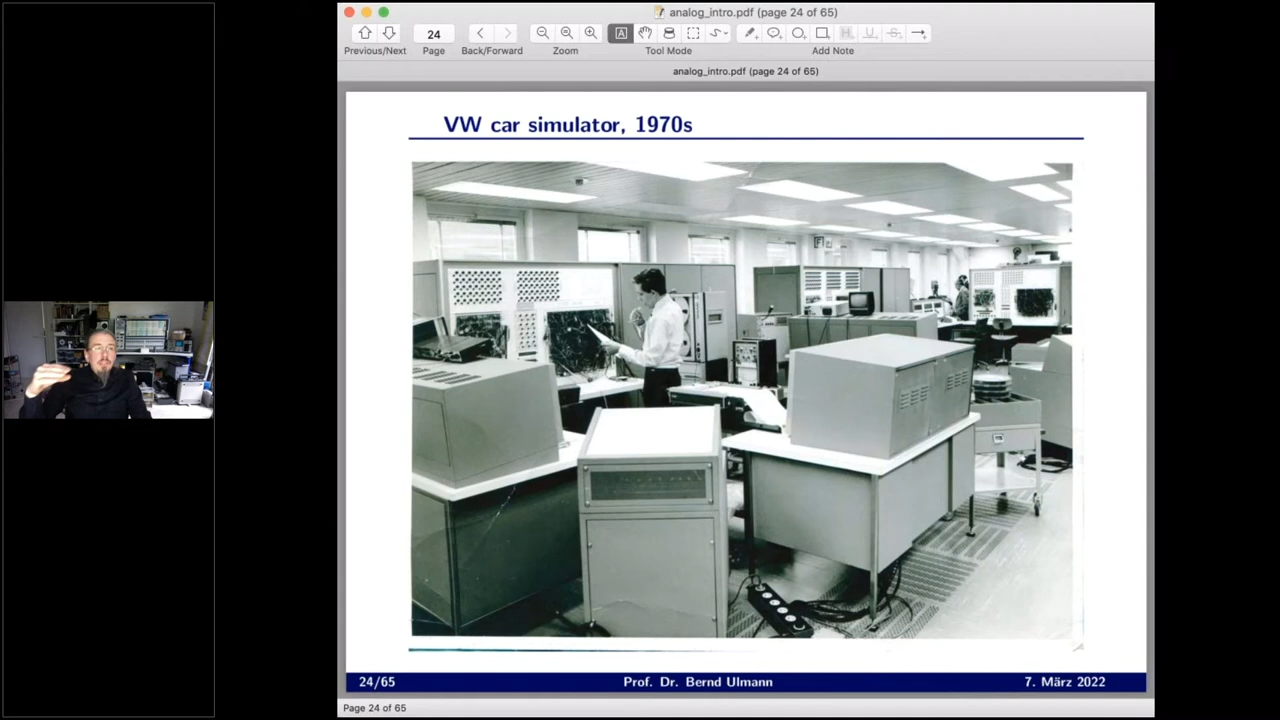 analog_intro.pdf (page 24 of 65)
24
Previous/Next
Page
Back/Forward
Zoom
Tool Mode
Add Note
analog_intro.pdf (page 24 of 65)
VW car simulator, 1970s
24/65
Prof. Dr. Bernd Ulmann
7. März 2022
Page 24 of 65